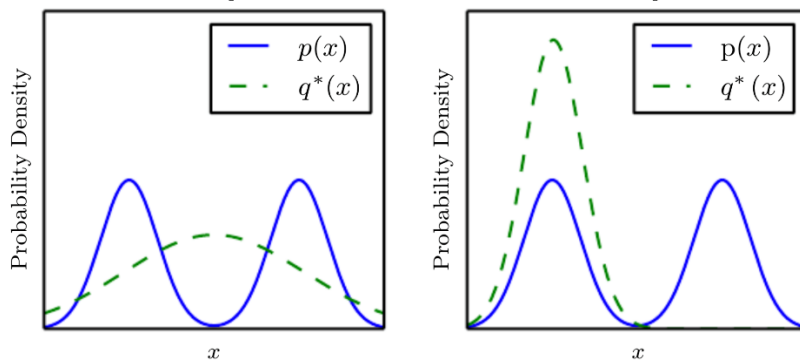 p(x)
q*(x)
Probability Density
x
p(x)
q* (x)
Probability Density
x